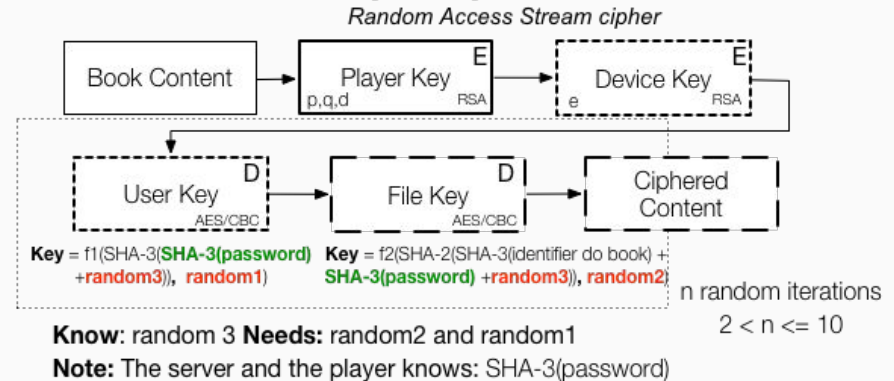 Random Access Stream cipher
Book Content
E
Player Key
p,q,d
RSA
E
Device Key
e
RSA
D
User Key
AES/CBC
D
File Key
AES/CBC
Ciphered
Content
Key = f1(SHA-3(SHA-3(password)
+random3)), random1)
Key = f2(SHA-2(SHA-3(identifier do book) +
SHA-3(password) +random3)), random2)
n random iterations
2 < n <= 10
Know: random 3 Needs: random2 and random1
Note: The server and the player knows: SHA-3(password)